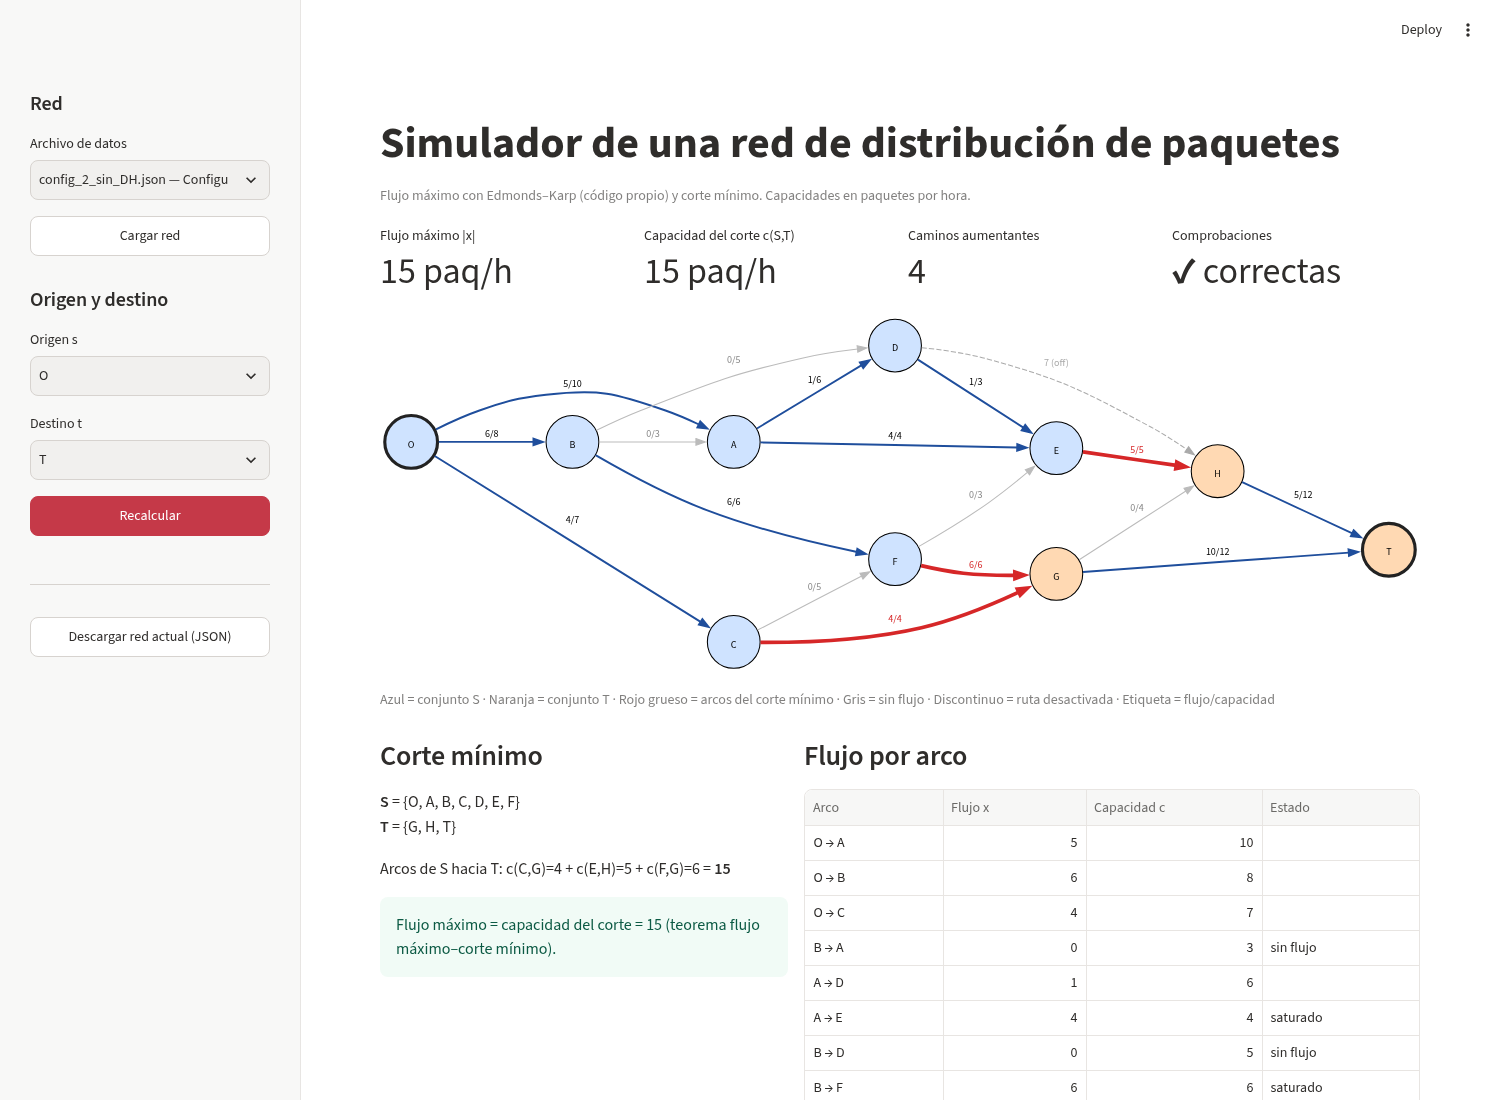 Deploy
Red
Archivo de datos
config_2_sin_DH.json — Configu
Cargar red
Origen y destino
Origen s
O
Destino t
T
Recalcular
Descargar red actual (JSON)
Simulador de una red de distribución de paquetes
Flujo máximo con Edmonds–Karp (código propio) y corte mínimo. Capacidades en paquetes por hora.
Flujo máximo |x|
15 paq/h
Capacidad del corte c(S,T)
15 paq/h
Caminos aumentantes
4
Comprobaciones
✓ correctas
D
0/5
7 (off)
1/6
1/3
5/10
6/8
0/3
4/4
O
B
A
E
5/5
H
6/6
0/3
5/12
4/7
0/4
10/12
T
F
6/6
G
0/5
4/4
C
Azul = conjunto S · Naranja = conjunto T · Rojo grueso = arcos del corte mínimo · Gris = sin flujo · Discontinuo = ruta desactivada · Etiqueta = flujo/capacidad
Corte mínimo
S = {O, A, B, C, D, E, F}
T = {G, H, T}
Arcos de S hacia T: c(C,G)=4 + c(E,H)=5 + c(F,G)=6 = 15
Flujo máximo = capacidad del corte = 15 (teorema flujo
máximo–corte mínimo).
Flujo por arco
Arco Flujo x Capacidad c Estado
O → A 5 10
O → B 6 8
O → C 4 7
B → A 0 3 sin flujo
A → D 1 6
A → E 4 4 saturado
B → D 0 5 sin flujo
B → F 6 6 saturado